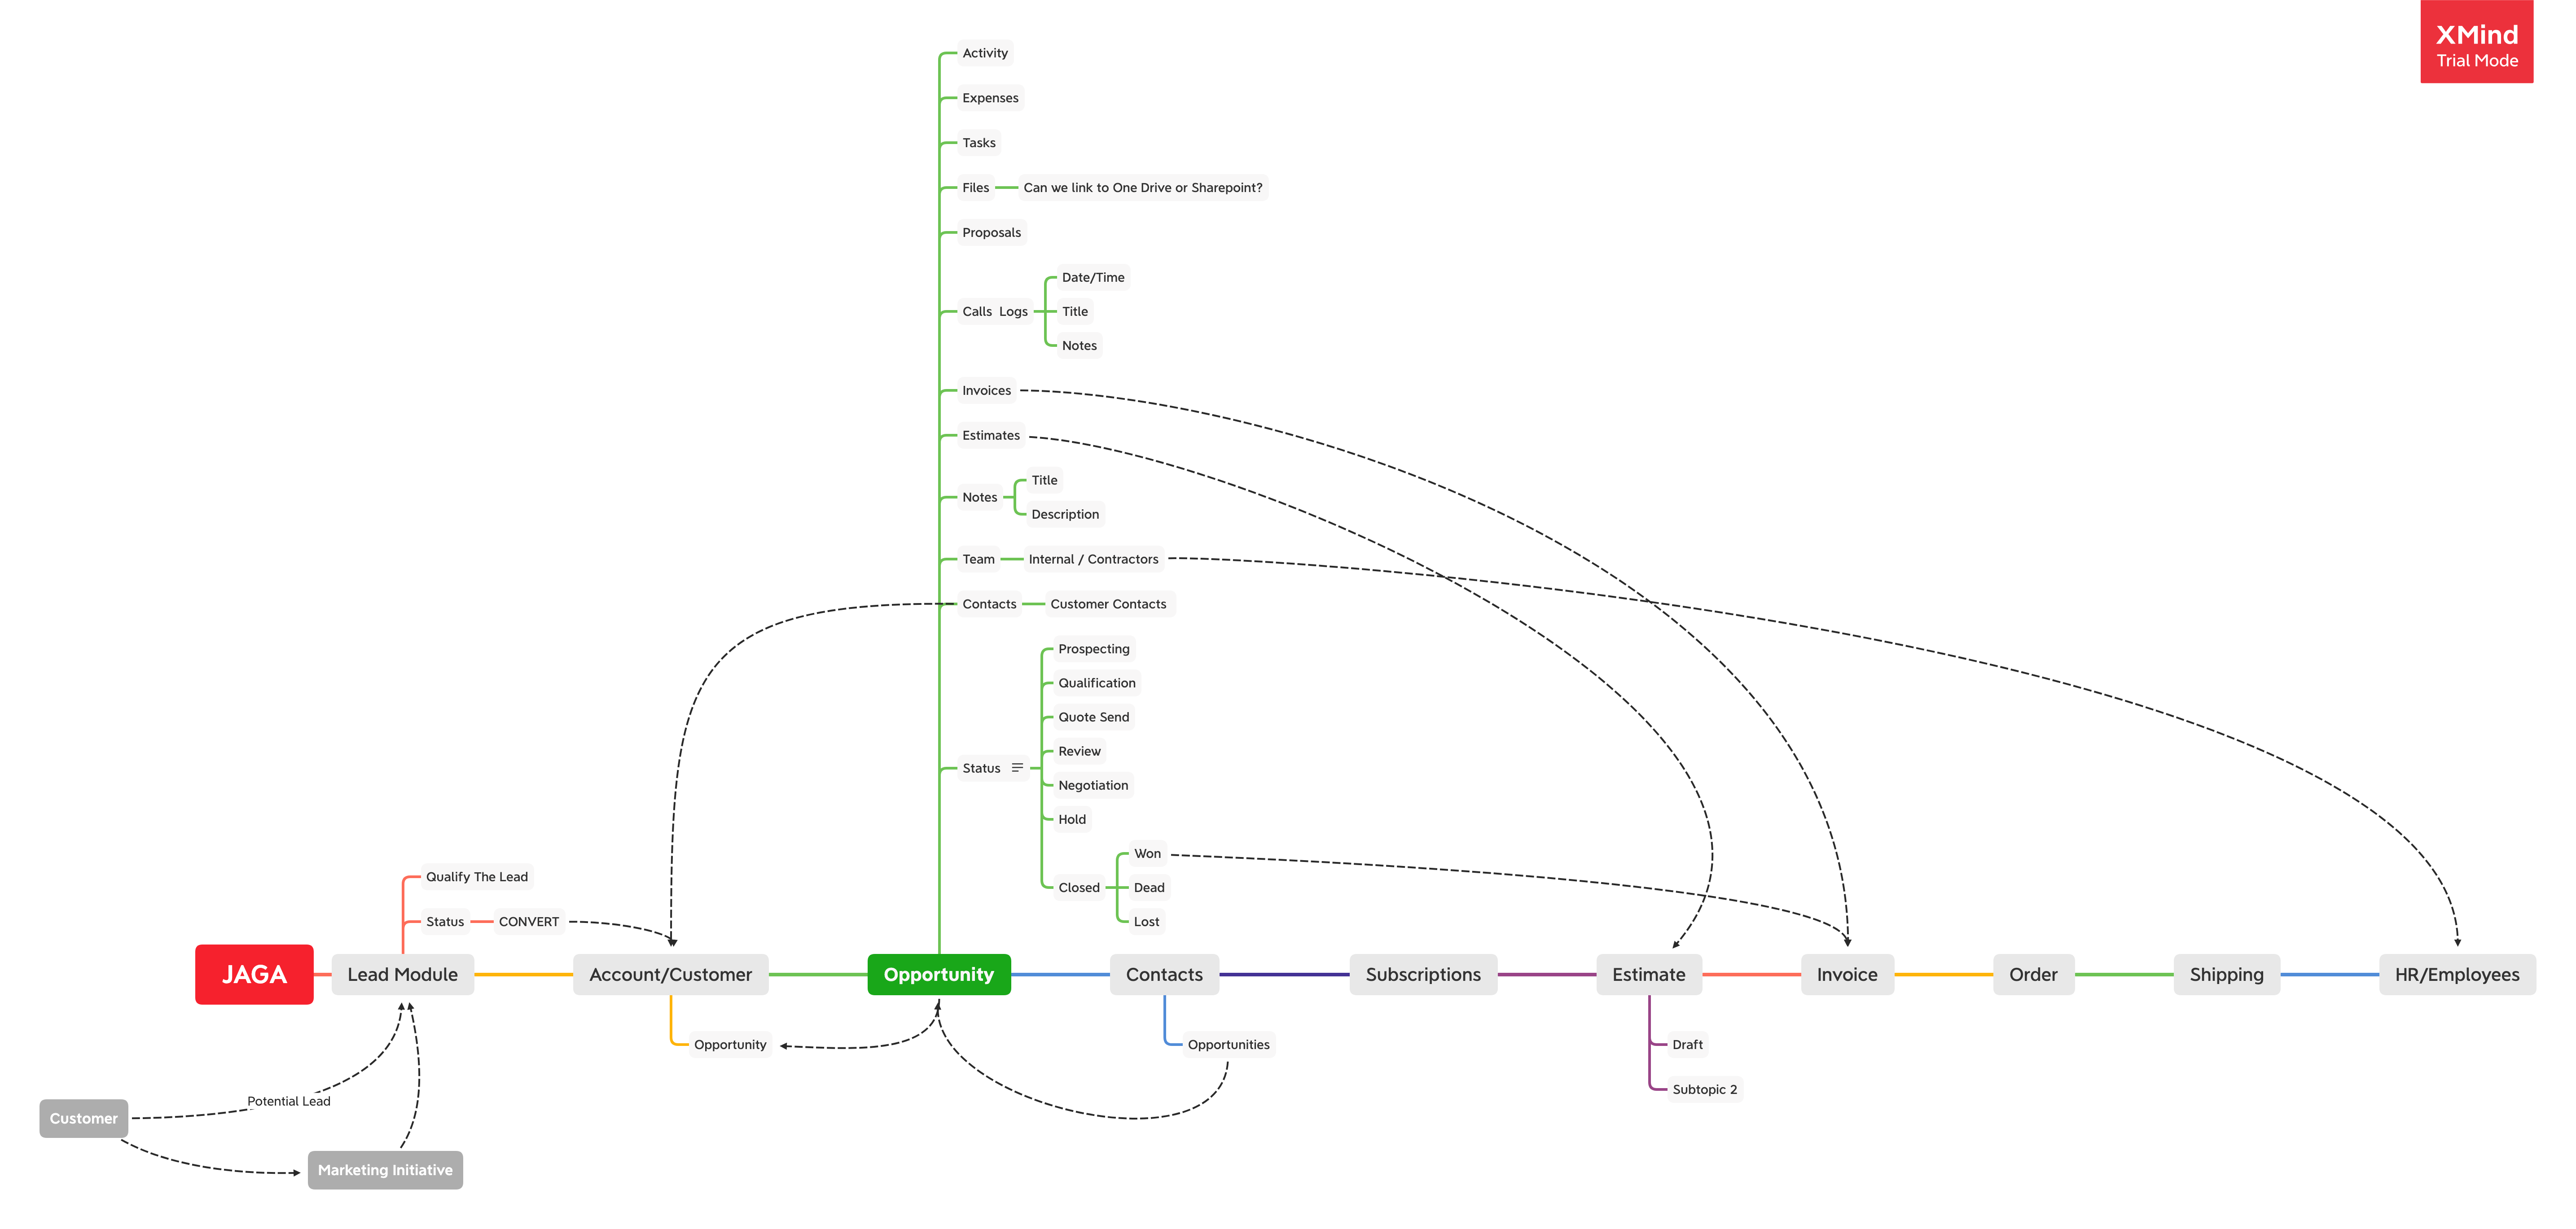 XMind
Trial Mode
Activity
Expenses
Tasks
Files
Can we link to One Drive or Sharepoint?
Proposals
Calls  Logs
Date/Time
Title
Notes
Invoices
Estimates
Notes
Title
Description
Team
Internal / Contractors
Contacts
Customer Contacts
Status
Prospecting
Qualification
Quote Send
Review
Negotiation
Hold
Closed
Won
Dead
Lost
Qualify The Lead
Status
CONVERT
JAGA
Lead Module
Account/Customer
Opportunity
Contacts
Subscriptions
Estimate
Invoice
Order
Shipping
HR/Employees
Opportunity
Opportunities
Draft
Subtopic 2
Potential Lead
Customer
Marketing Initiative